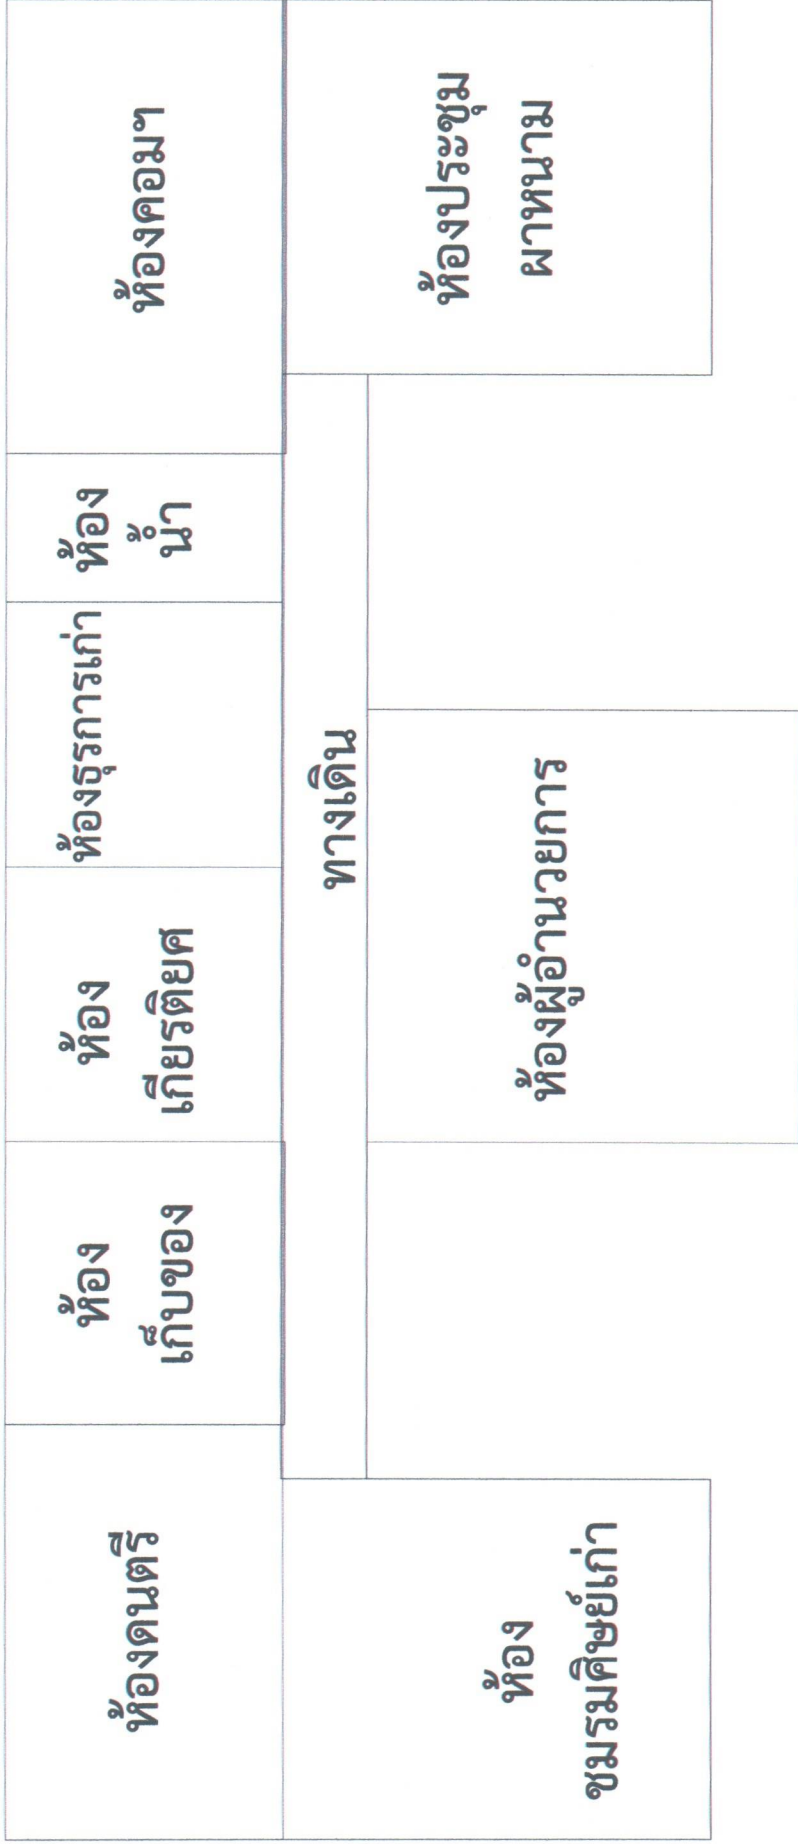 ห้องดนตรี
ห้อง
เก็บของ
ห้อง
เกียรติยศ
ห้องธุรการเก่า
ห้อง
น้ำ
ห้องคอมฯ
ทางเดิน
ห้อง
ชมรมศิษย์เก่า
ห้องผู้อำนวยการ
ห้องประชุม
ผาหนาม